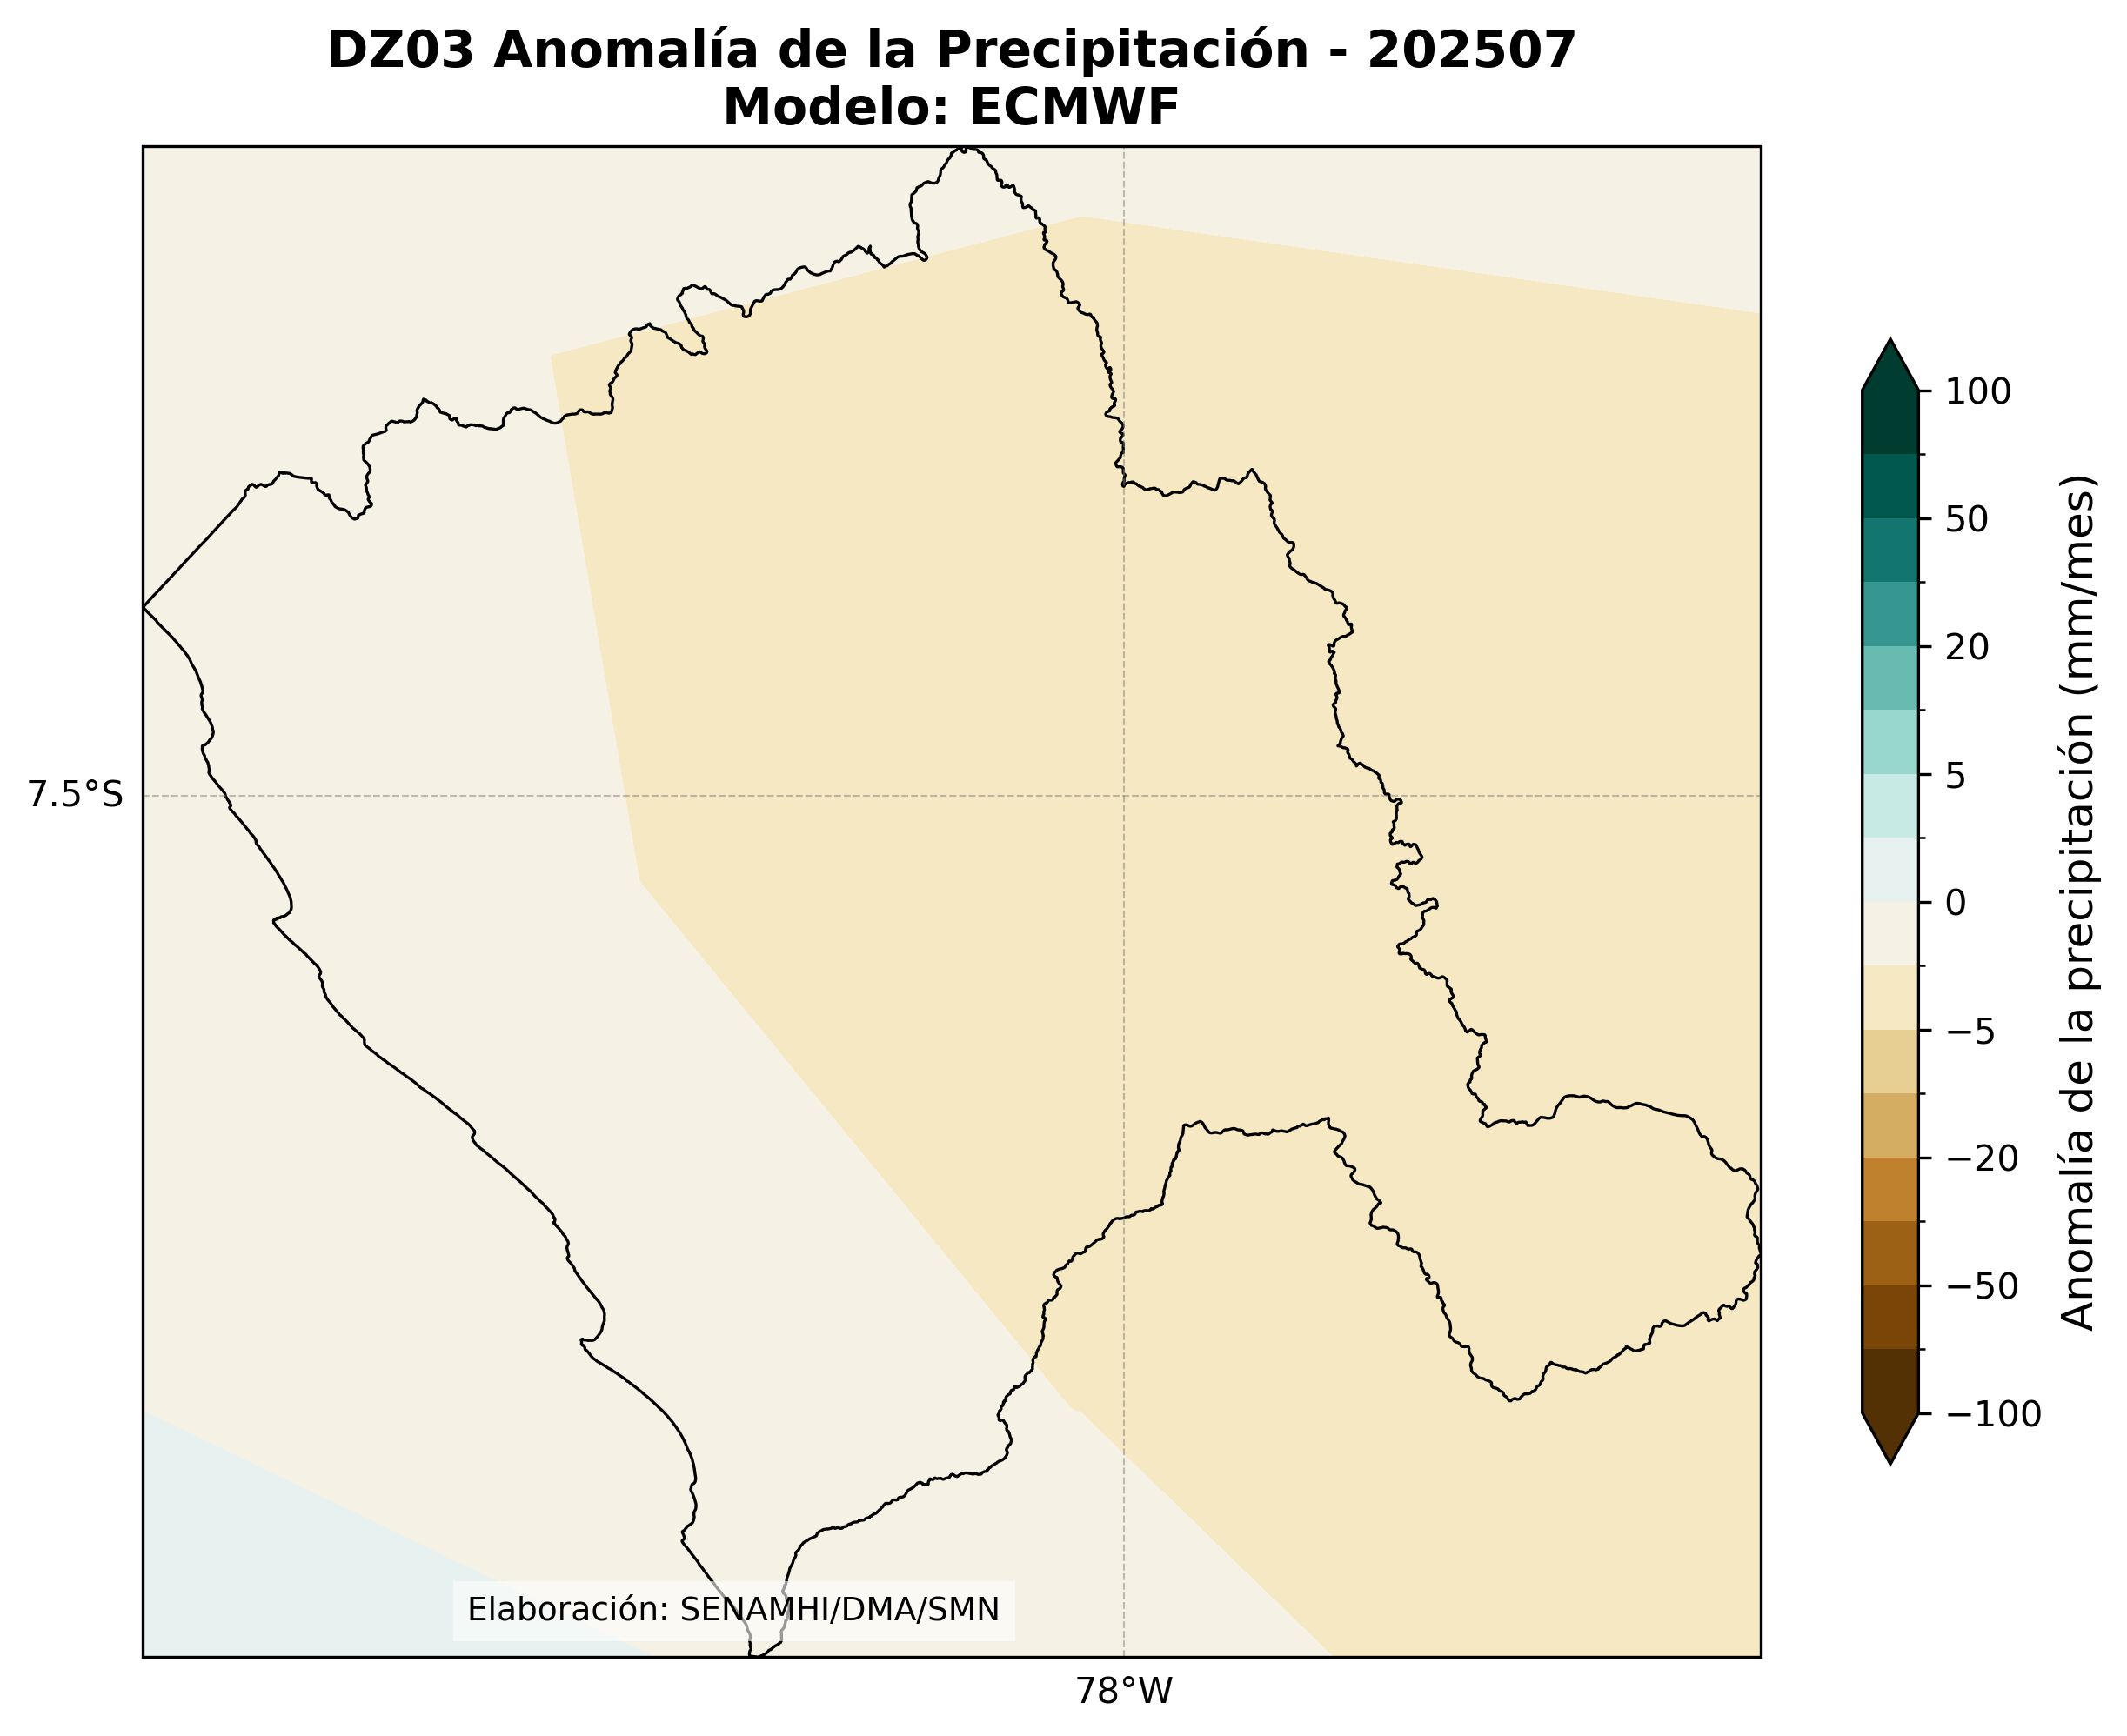 DZ03 Anomalía de la Precipitación - 202507
Modelo: ECMWF
7.5°S
78°W
Elaboración: SENAMHI/DMA/SMN
100
50
20
5
0
−5
−20
−50
−100
Anomalía de la precipitación (mm/mes)